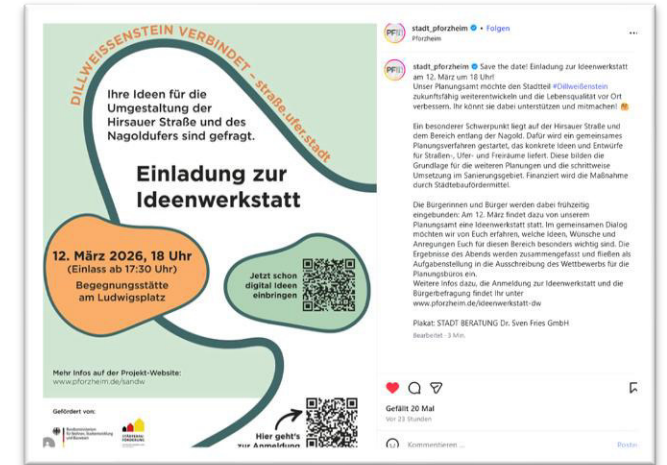 DILLWEISSENSTEIN VERBINDET – straße.ufer.stadt
Ihre Ideen für die
Umgestaltung der
Hirsauer Straße und des
Nagoldufers sind gefragt.
Einladung zur
Ideenwerkstatt
12. März 2026, 18 Uhr
(Einlass ab 17:30 Uhr)
Begegnungsstätte
am Ludwigsplatz
Jetzt schon
digital Ideen
einbringen
Mehr Infos auf der Projekt-Website:
www.pforzheim.de/sandw
Gefördert von:
Hier geht's
zur Anmeldung
stadt_pforzheim • Folgen
Pforzheim
stadt_pforzheim Save the date! Einladung zur Ideenwerkstatt
am 12. März um 18 Uhr!
Unser Planungsamt möchte den Stadtteil #Dillweißenstein
zukunftsfähig weiterentwickeln und die Lebensqualität vor Ort
verbessern. Ihr könnt sie dabei unterstützen und mitmachen!
Ein besonderer Schwerpunkt liegt auf der Hirsauer Straße und
dem Bereich entlang der Nagold. Dafür wird ein gemeinsames
Planungsverfahren gestartet, das konkrete Ideen und Entwürfe
für Straßen-, Ufer- und Freiräume liefert. Diese bilden die
Grundlage für die weiteren Planungen und die schrittweise
Umsetzung im Sanierungsgebiet. Finanziert wird die Maßnahme
durch Städtebaufördermittel.
Die Bürgerinnen und Bürger werden dabei frühzeitig
eingebunden: Am 12. März findet dazu von unserem
Planungsamt eine Ideenwerkstatt statt. Im gemeinsamen Dialog
möchten wir von Euch erfahren, welche Ideen, Wünsche und
Anregungen Euch für diesen Bereich besonders wichtig sind. Die
Ergebnisse des Abends werden zusammengefasst und fließen als
Aufgabenstellung in die Ausschreibung des Wettbewerbs für die
Planungsbüros ein.
Weitere Infos dazu, die Anmeldung zur Ideenwerkstatt und die
Bürgerbefragung findet Ihr unter
www.pforzheim.de/ideenwerkstatt-dw
Plakat: STADT BERATUNG Dr. Sven Fries GmbH
Bearbeitet · 3 Min.
Gefällt 20 Mal
Vor 23 Stunden
Kommentieren ...